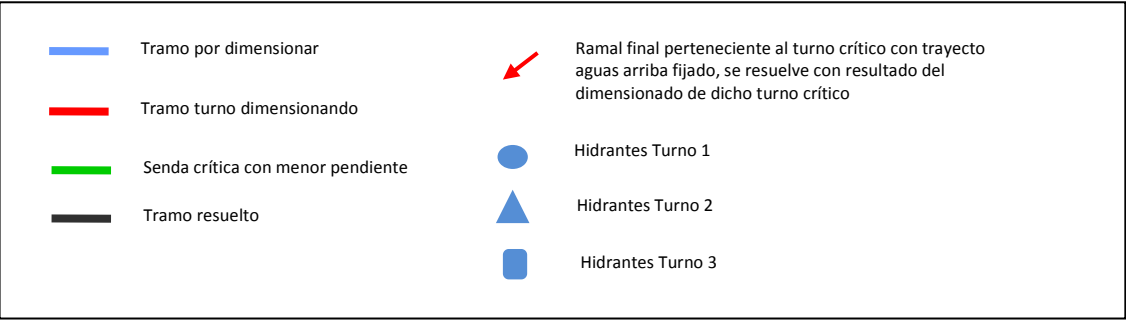 Tramo por dimensionar
Tramo turno dimensionando
Senda crítica con menor pendiente
Tramo resuelto
Ramal final perteneciente al turno crítico con trayecto
aguas arriba fijado, se resuelve con resultado del
dimensionado de dicho turno crítico
Hidrantes Turno 1
Hidrantes Turno 2
Hidrantes Turno 3